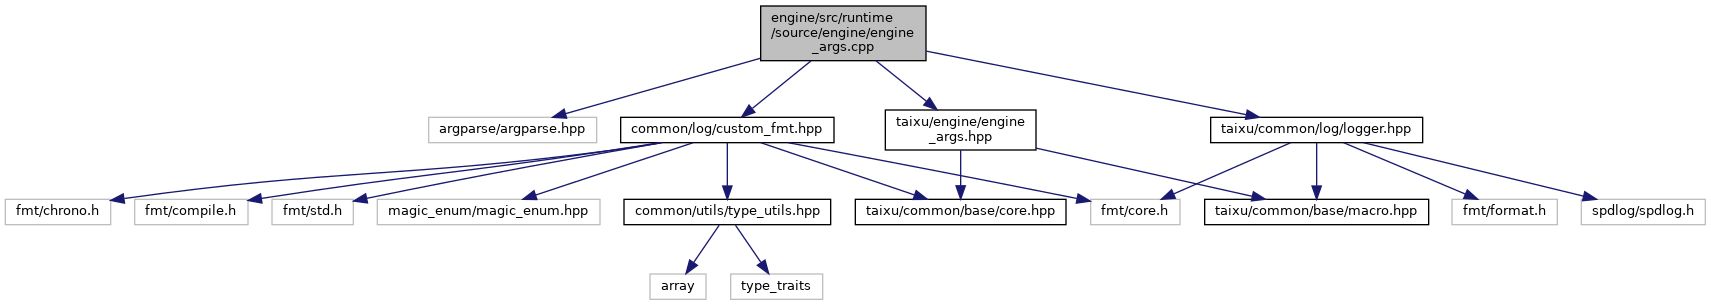 engine/src/runtime
/source/engine/engine
_args.cpp
argparse/argparse.hpp
common/log/custom_fmt.hpp
taixu/engine/engine
_args.hpp
taixu/common/log/logger.hpp
fmt/chrono.h
fmt/compile.h
fmt/std.h
magic_enum/magic_enum.hpp
common/utils/type_utils.hpp
taixu/common/base/core.hpp
fmt/core.h
taixu/common/base/macro.hpp
fmt/format.h
spdlog/spdlog.h
array
type_traits